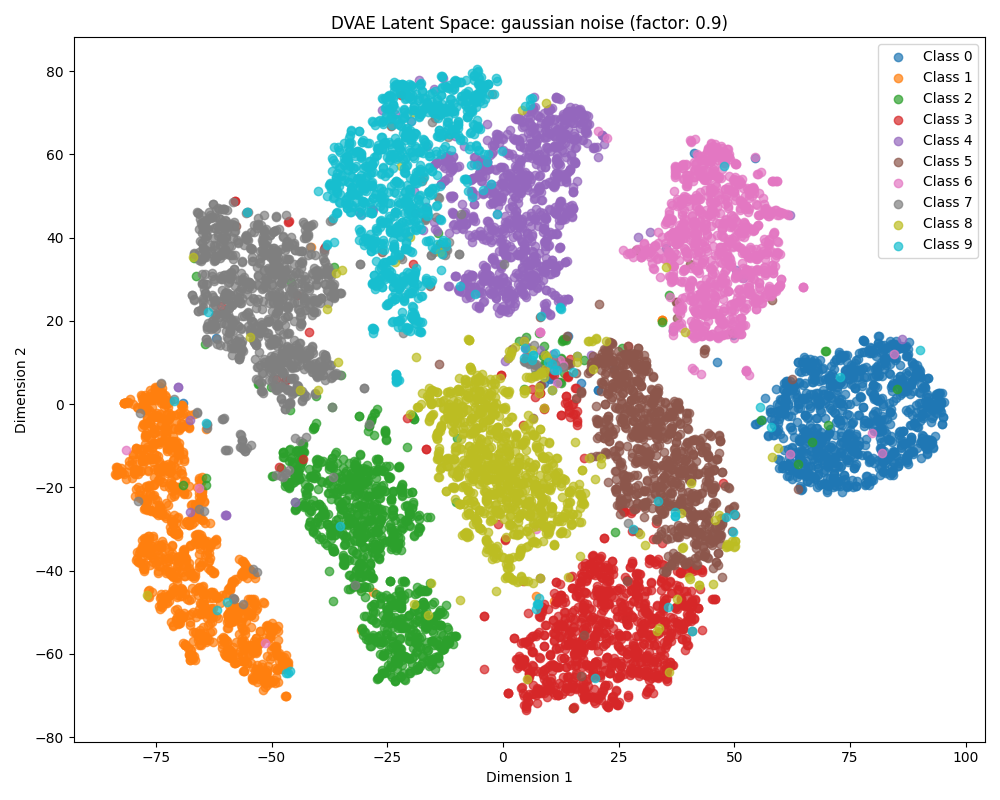 DVAE Latent Space: gaussian noise (factor: 0.9)
Class 0
Class 1
Class 2
Class 3
Class 4
Class 5
Class 6
Class 7
Class 8
Class 9
80
60
40
20
0
−20
−40
−60
−80
Dimension 2
−75
−50
−25
0
25
50
75
100
Dimension 1